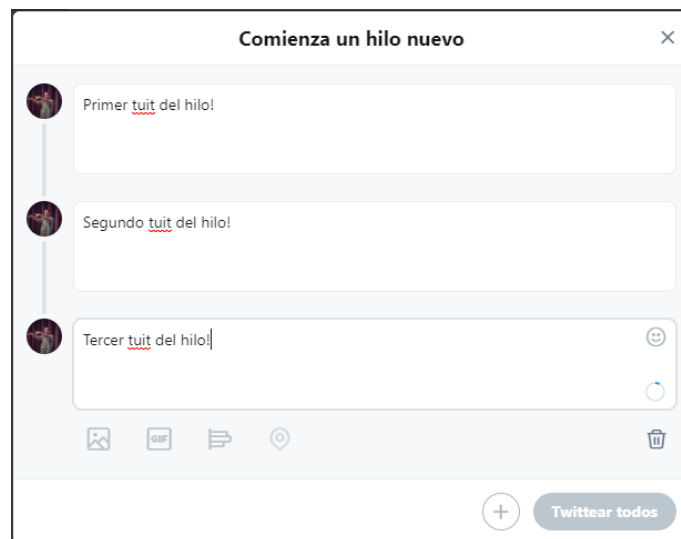 Comienza un hilo nuevo
Primer tuit del hilo!
Segundo tuit del hilo!
Tercer tuit del hilo!
GIF
Twittear todos